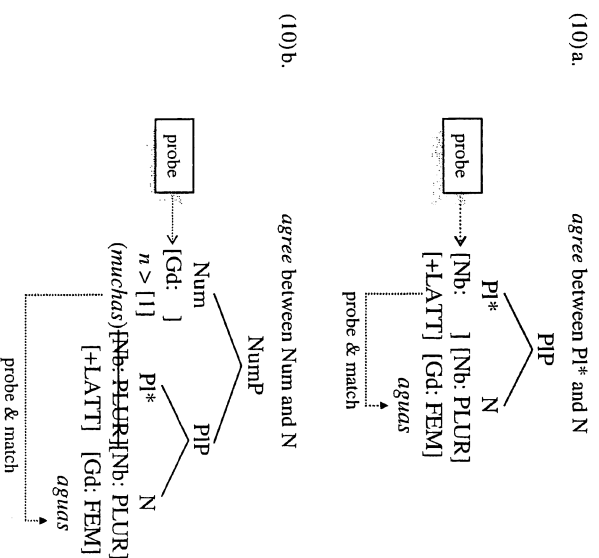 (10)a. agree between Pl* and N
PlP
Pl* N
probe [Nb: ] [Nb: PLUR]
[+LATT] [Gd: FEM]
aguas
probe & match
(10)b. agree between Num and N
NumP
Num PlP
probe [Gd: ] Pl* N
n > [1] [Nb: PLUR] [Nb: PLUR]
(muchas) [+LATT] [Gd: FEM]
aguas
probe & match